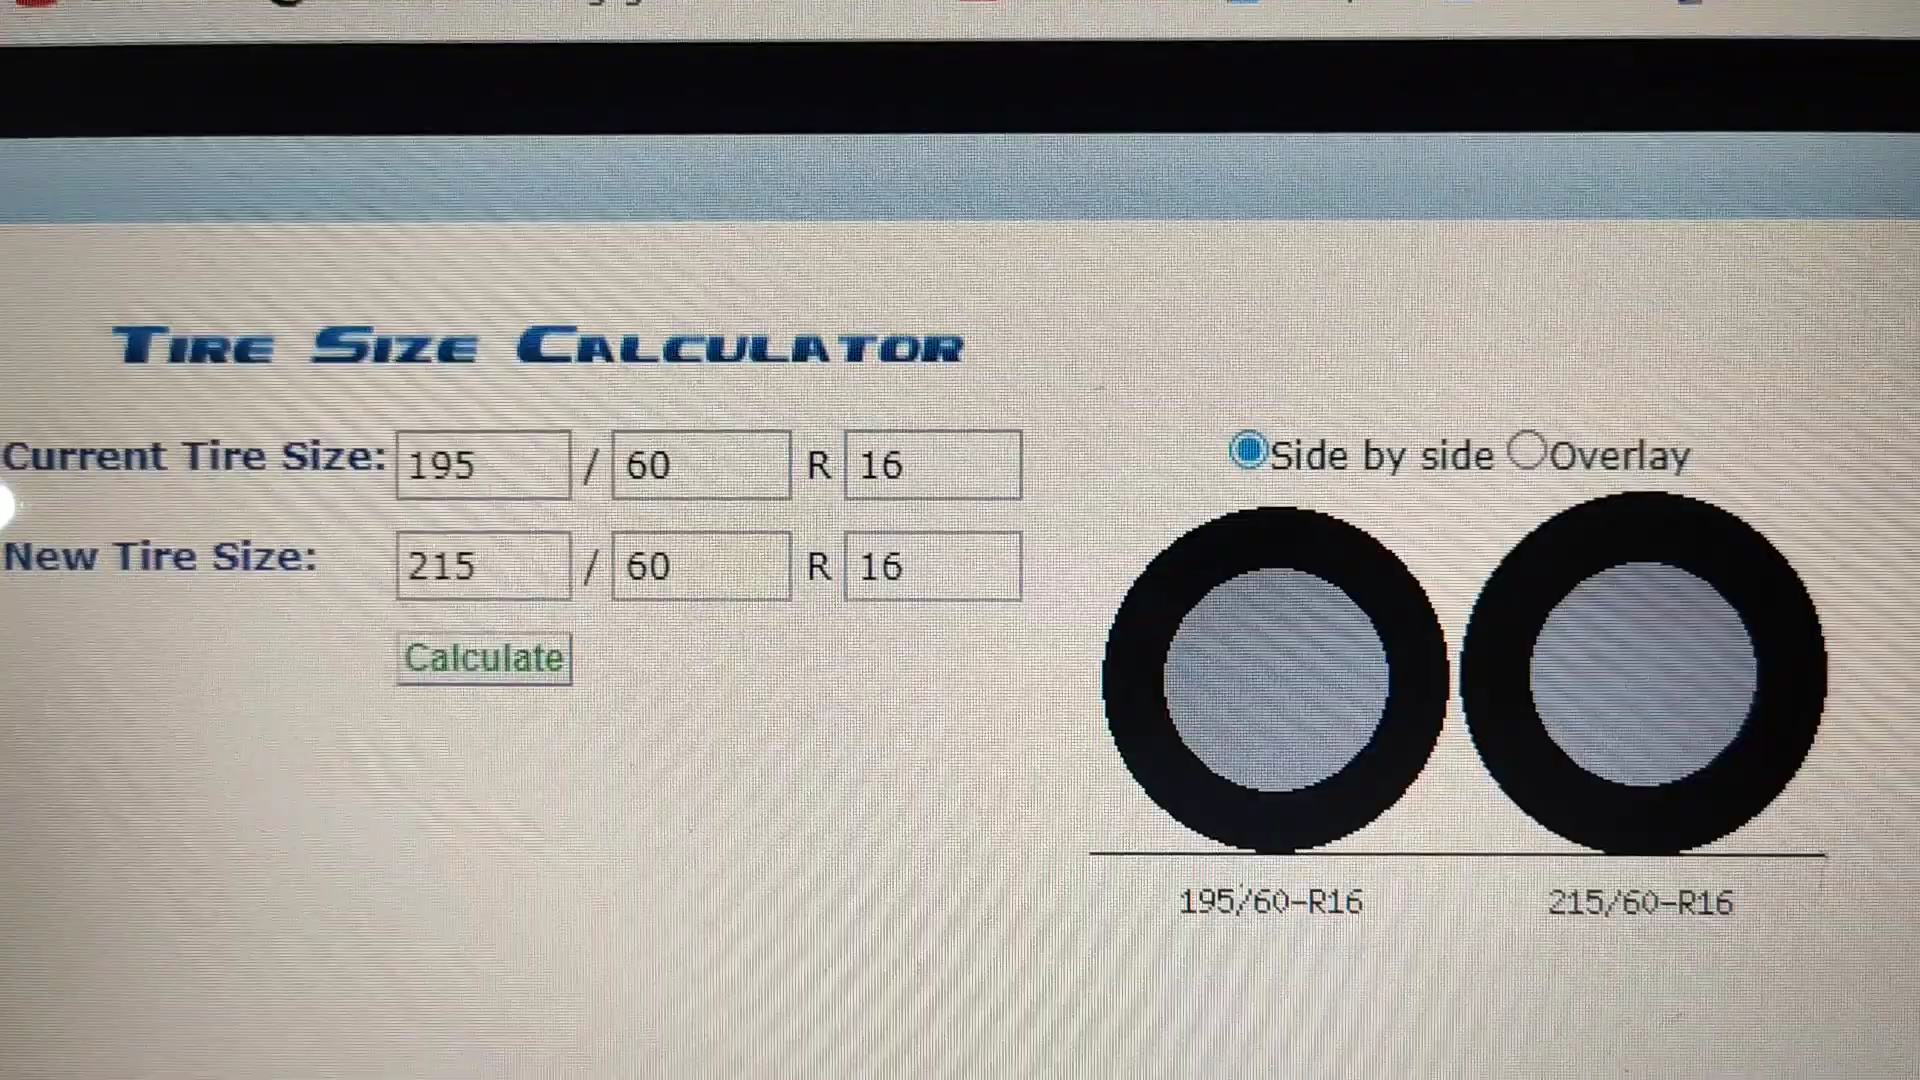 TIRE SIZE CALCULATOR
Current Tire Size: 195 / 60 R 16
New Tire Size: 215 / 60 R 16
Calculate
Side by side Overlay
195/60-R16 215/60-R16